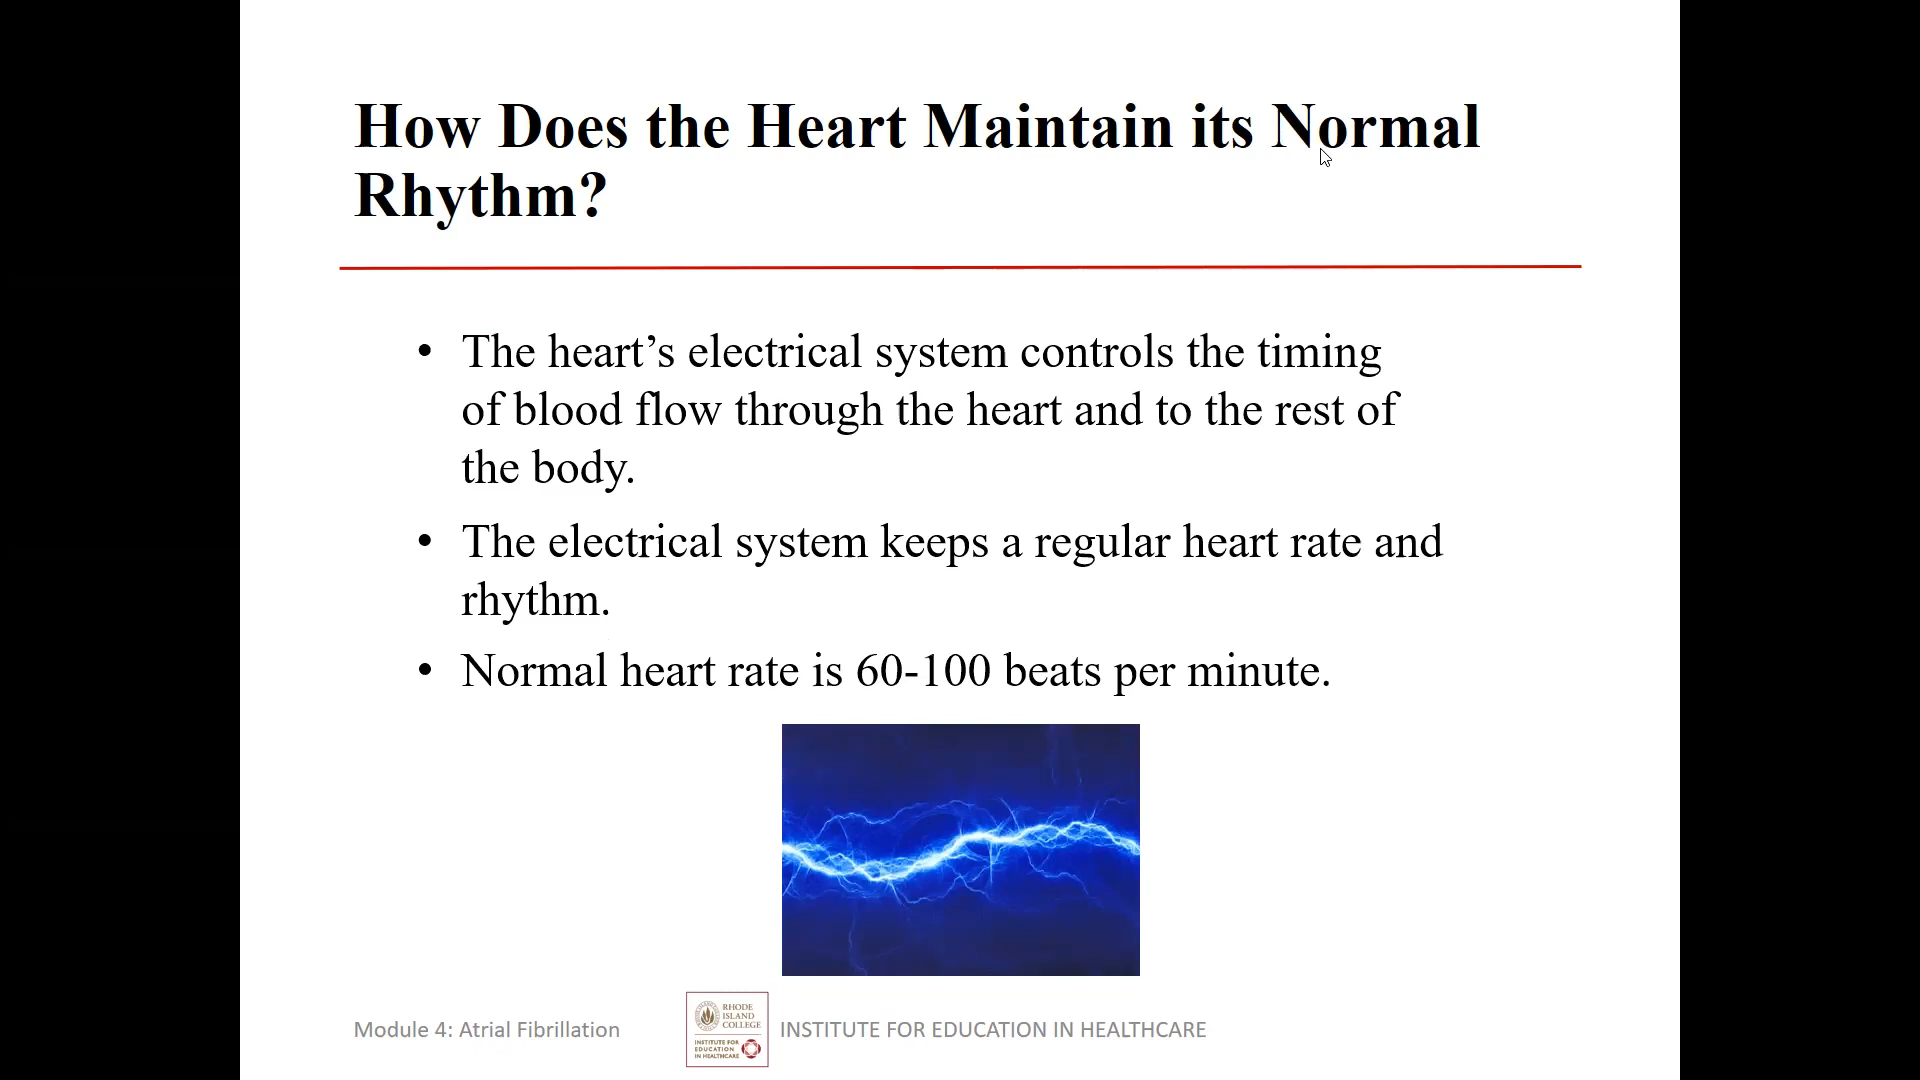 How Does the Heart Maintain its Normal
Rhythm?
• The heart’s electrical system controls the timing
of blood flow through the heart and to the rest of
the body.
• The electrical system keeps a regular heart rate and
rhythm.
• Normal heart rate is 60-100 beats per minute.
Module 4: Atrial Fibrillation
RHODE
ISLAND
COLLEGE
INSTITUTE FOR
EDUCATION
IN HEALTHCARE
INSTITUTE FOR EDUCATION IN HEALTHCARE